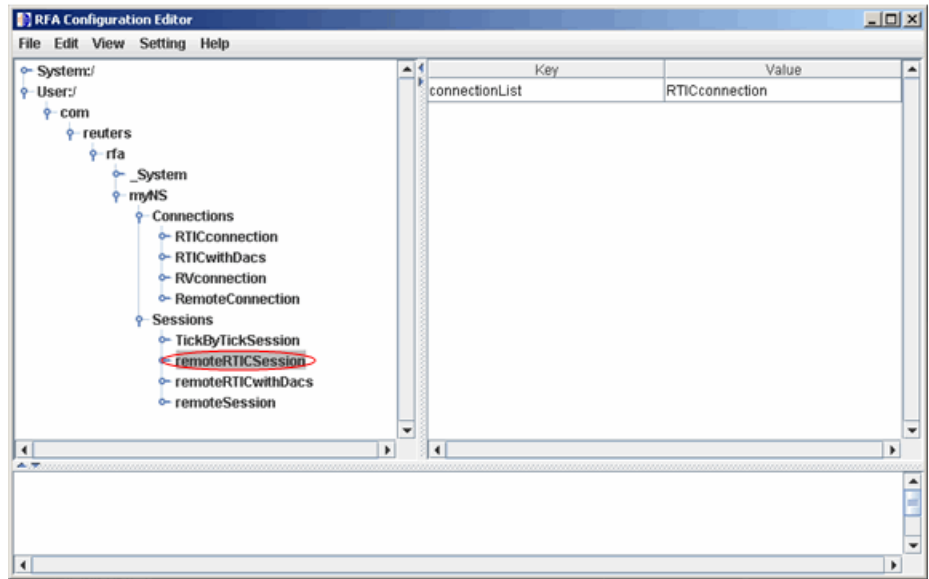 RFA Configuration Editor
File Edit View Setting Help
System:/
User:/
com
reuters
rfa
_System
myNS
Connections
RTICconnection
RTICwithDacs
RVconnection
RemoteConnection
Sessions
TickByTickSession
remoteRTICSession
remoteRTICwithDacs
remoteSession
Key Value
connectionList RTICconnection